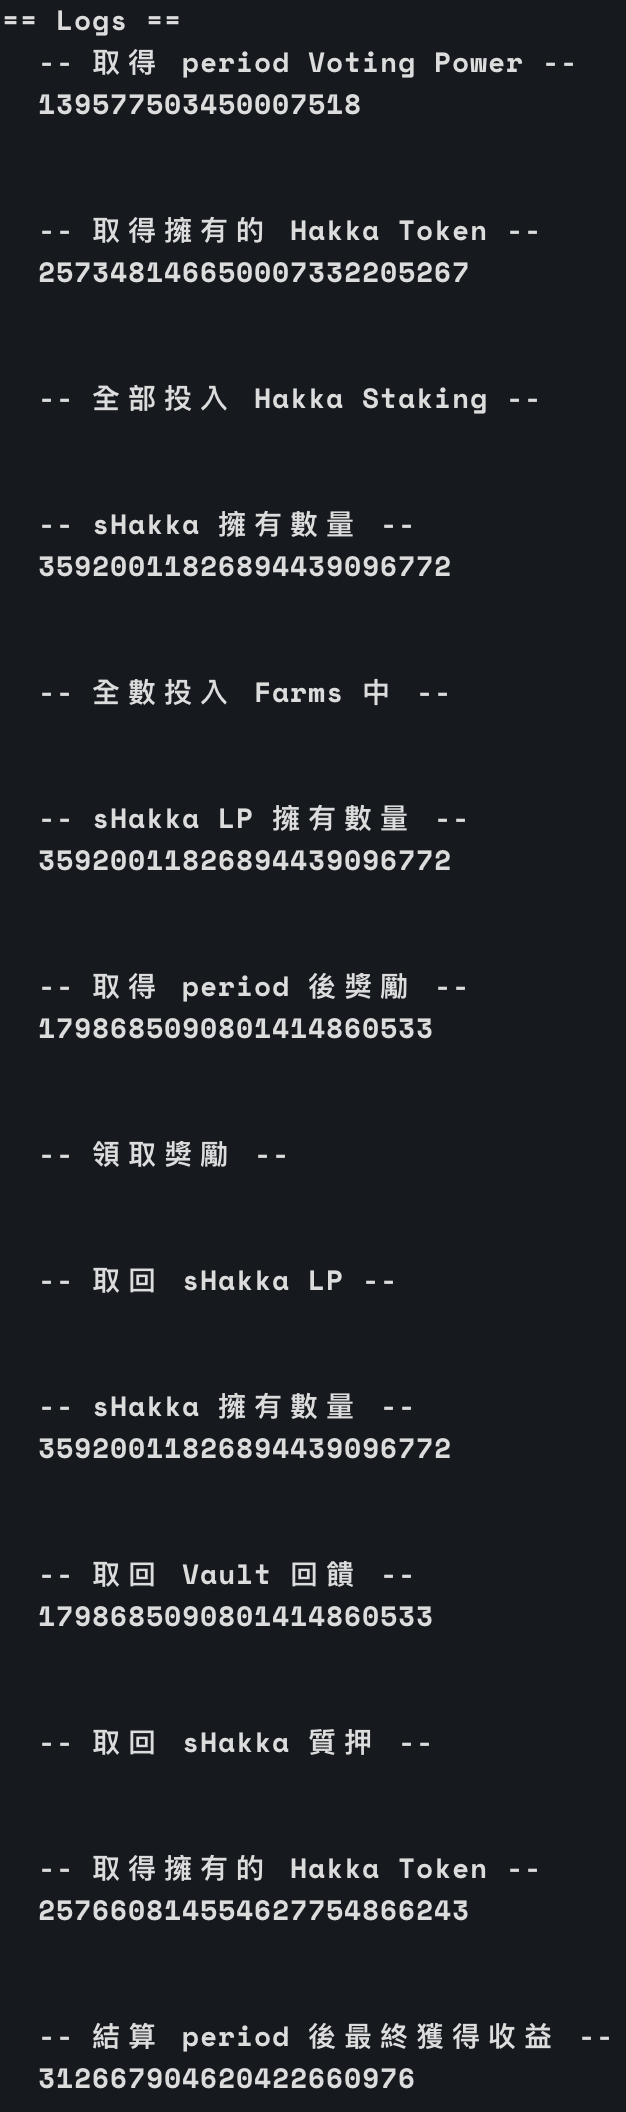 == Logs ==
-- 取得 period Voting Power --
139577503450007518
-- 取得擁有的 Hakka Token --
257348146650007332205267
-- 全部投入 Hakka Staking --
-- sHakka 擁有數量 --
35920011826894439096772
-- 全數投入 Farms 中 --
-- sHakka LP 擁有數量 --
35920011826894439096772
-- 取得 period 後獎勵 --
1798685090801414860533
-- 領取獎勵 --
-- 取回 sHakka LP --
-- sHakka 擁有數量 --
35920011826894439096772
-- 取回 Vault 回饋 --
1798685090801414860533
-- 取回 sHakka 質押 --
-- 取得擁有的 Hakka Token --
257660814554627754866243
-- 結算 period 後最終獲得收益 --
312667904620422660976